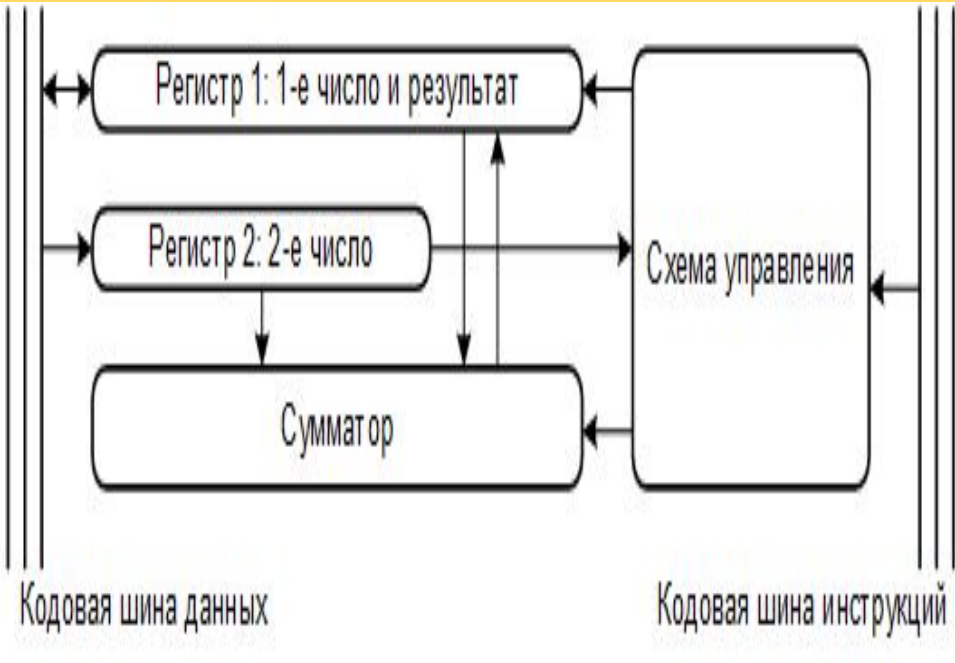 Регистр 1: 1-е число и результат
Регистр 2: 2-е число
Схема управления
Сумматор
Кодовая шина данных
Кодовая шина инструкций